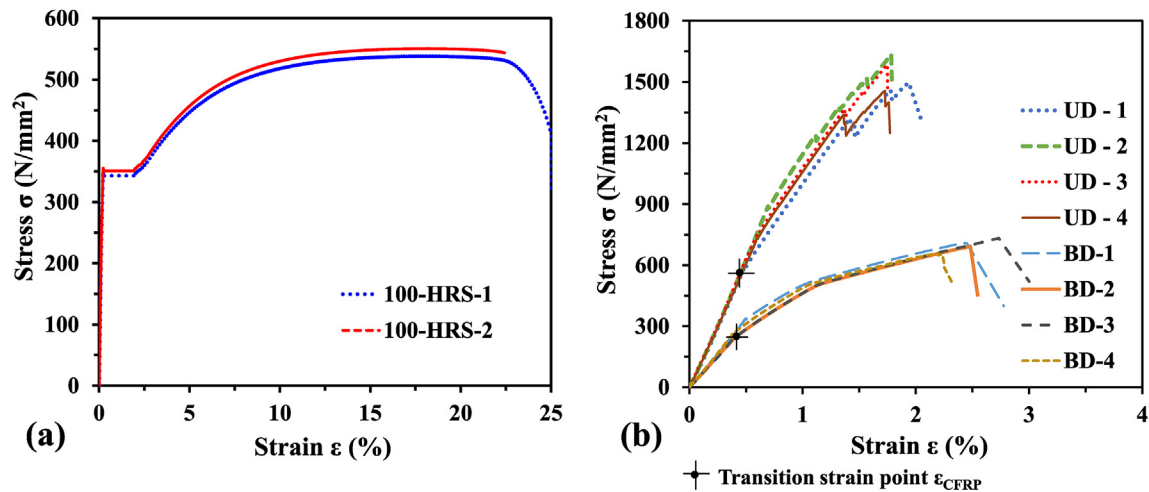 600
500
400
300
200
100
0
0 5 10 15 20 25
Stress σ (N/mm²)
Strain ε (%)
100-HRS-1
100-HRS-2
(a)
1800
1500
1200
900
600
300
0
0 1 2 3 4
Stress σ (N/mm²)
Strain ε (%)
UD - 1
UD - 2
UD - 3
UD - 4
BD-1
BD-2
BD-3
BD-4
(b)
Transition strain point εCFRP